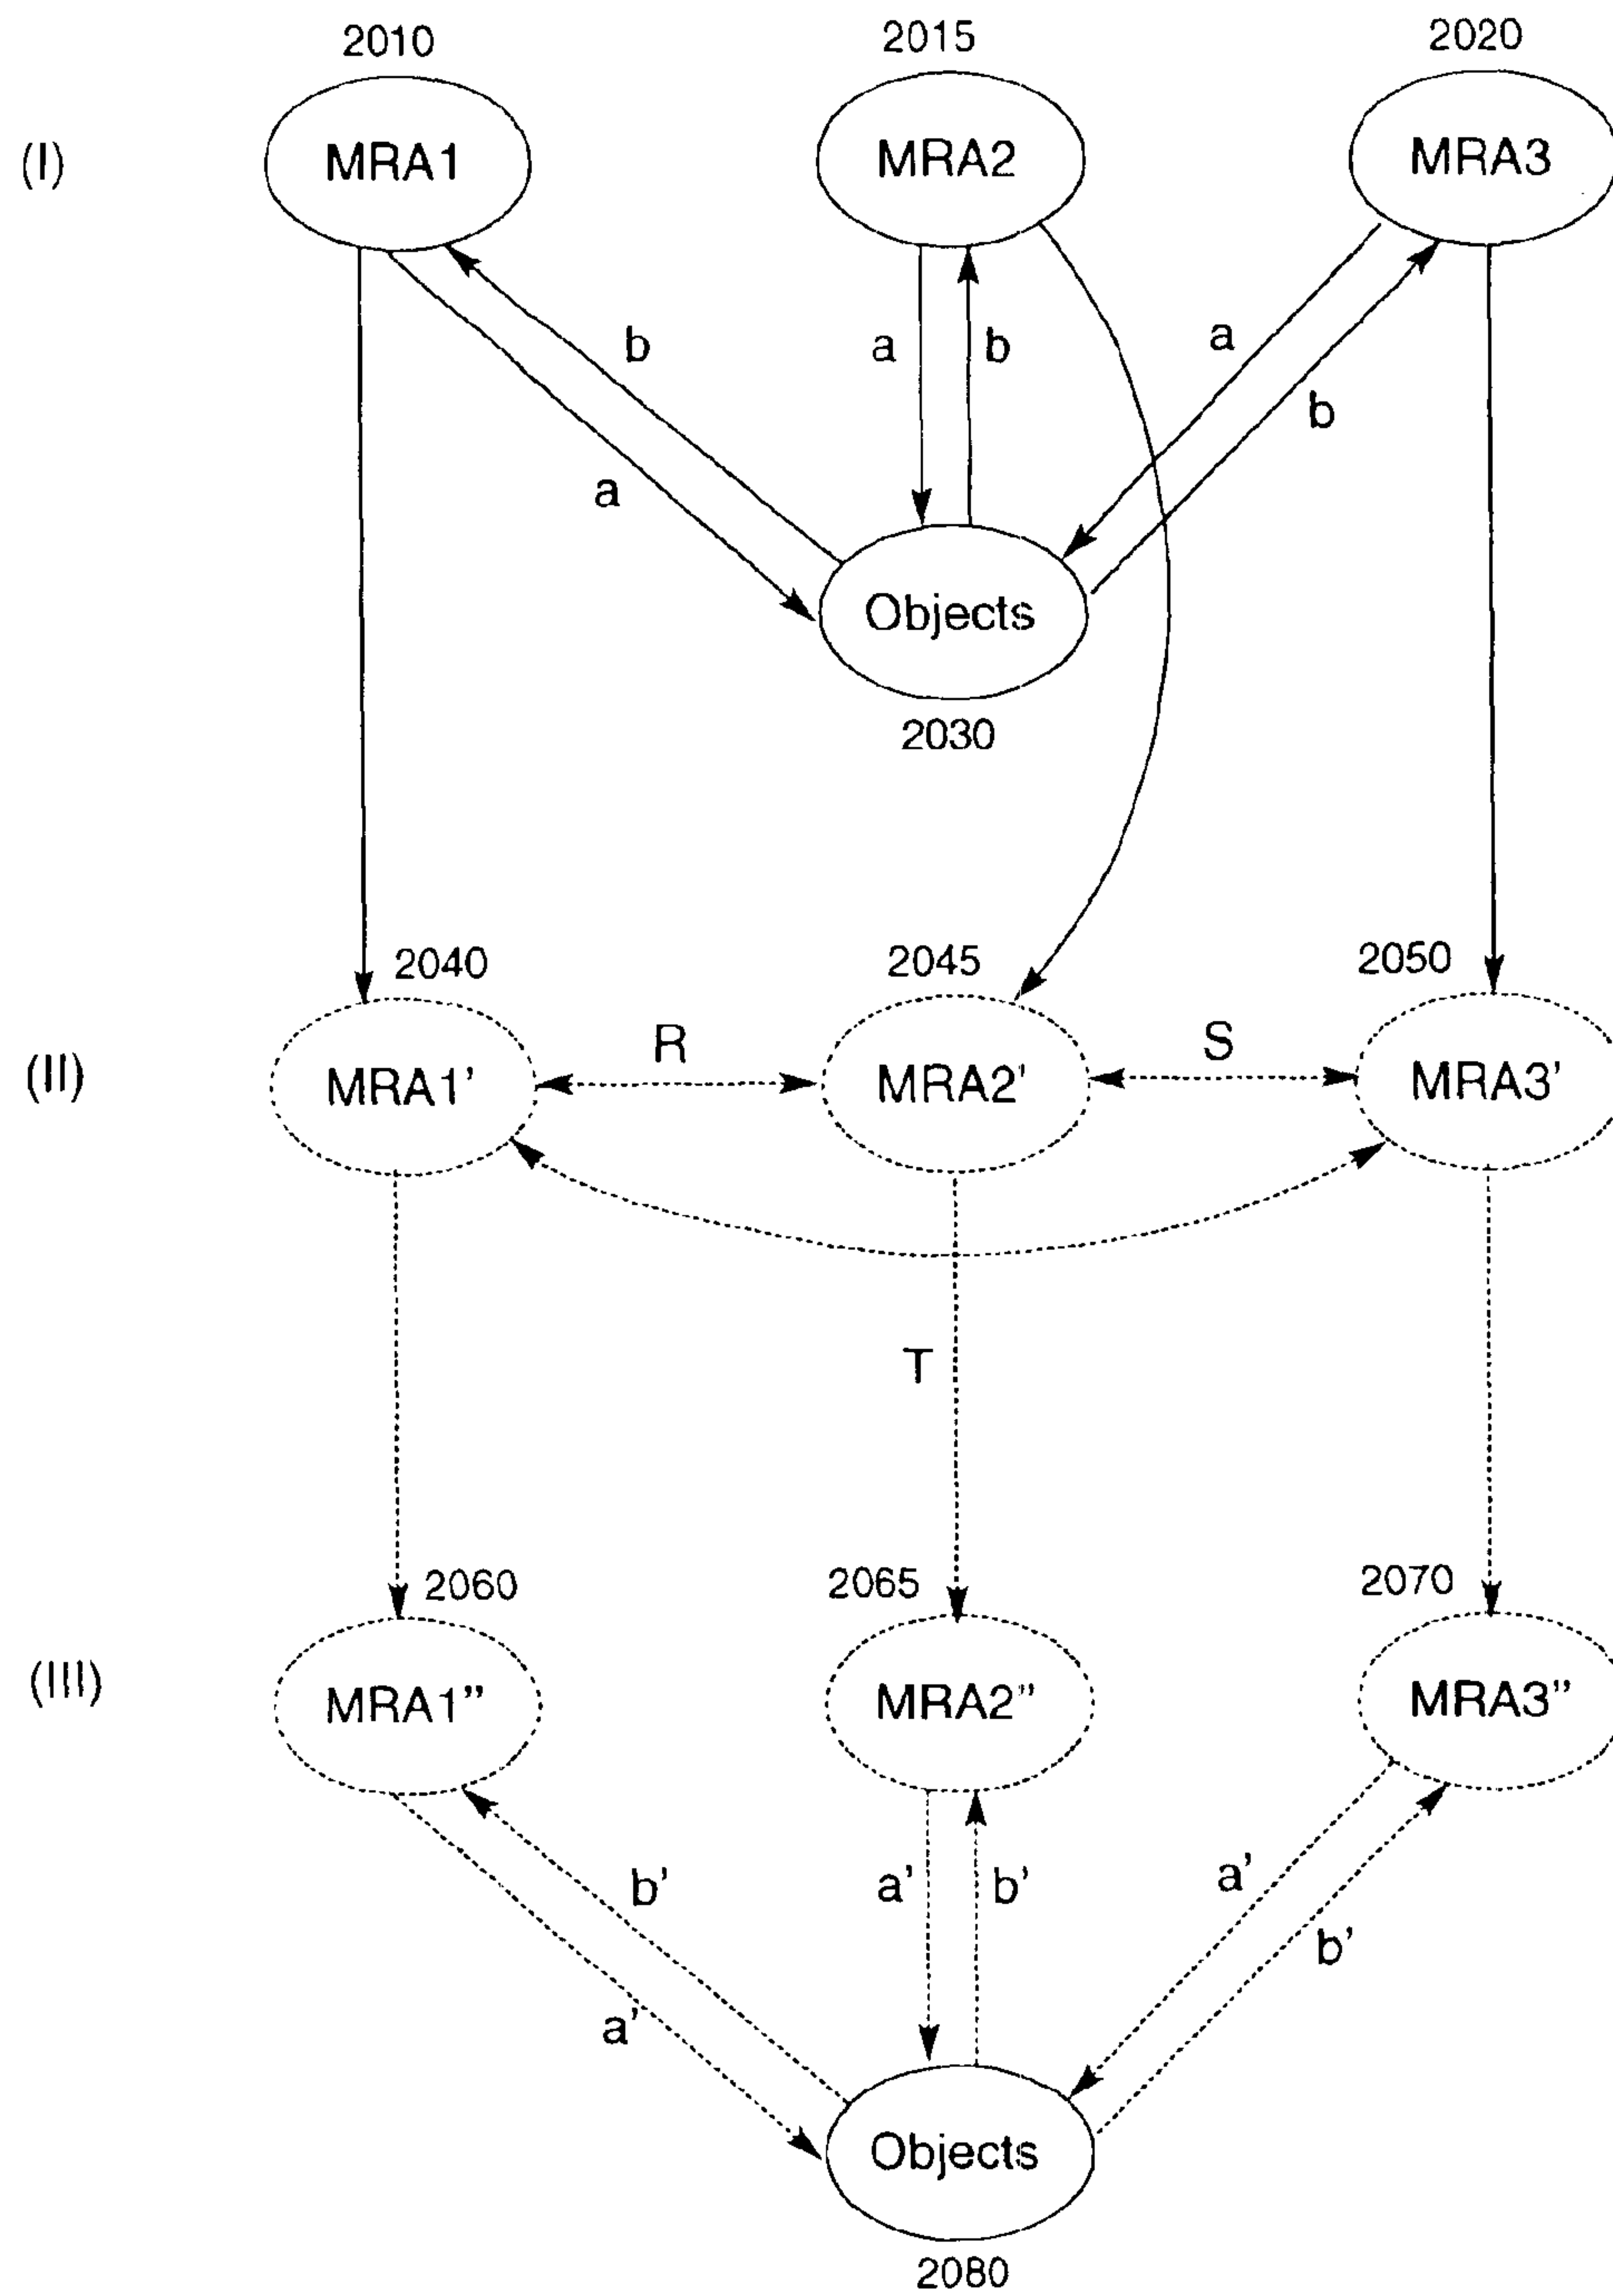 2010 2015 2020
(I) MRA1 MRA2 MRA3
b a b a
b
a
Objects
2030
2040 2045 2050
R S
(II) MRA1’ MRA2' MRA3’
T
2060 2065 2070
(III) MRA1” MRA2" MRA3”
b’ a’ b’ a’
b’
a’
Objects
2080